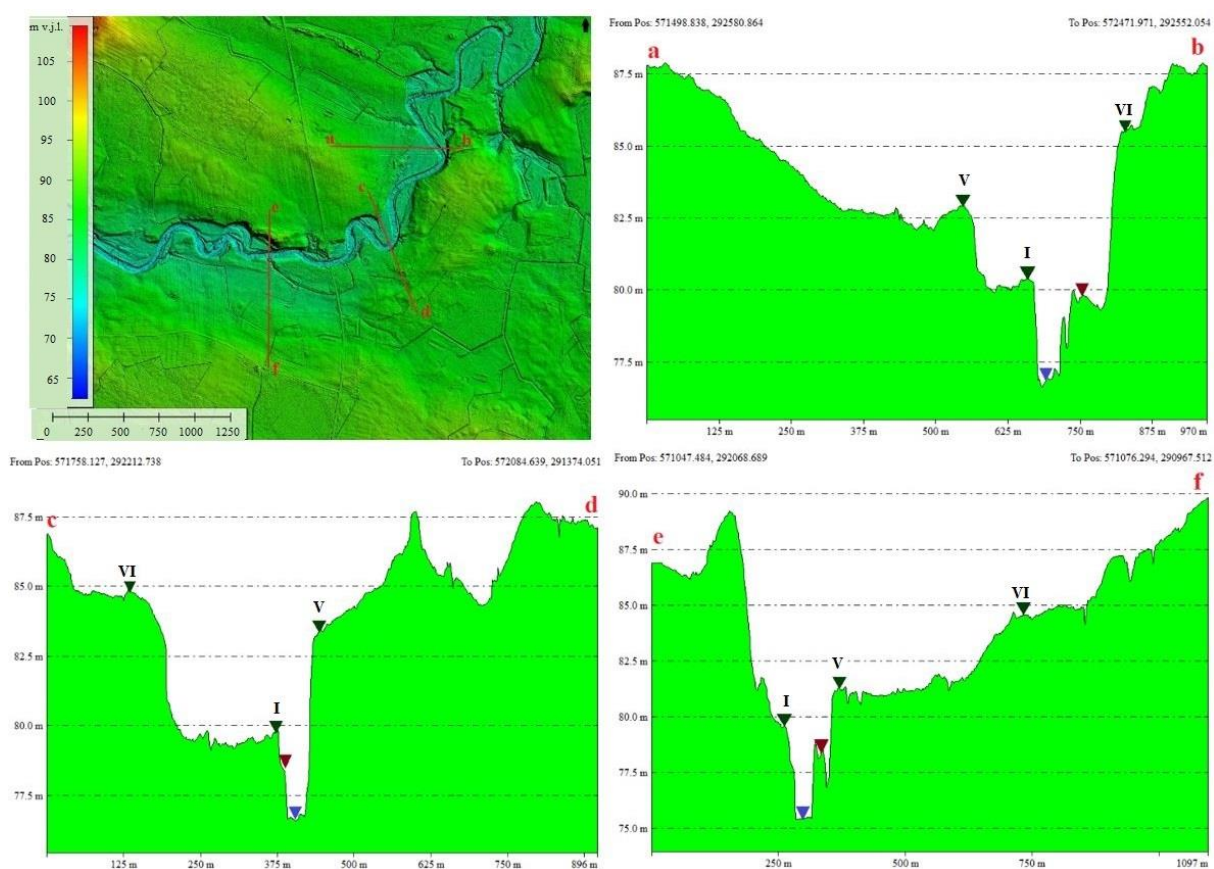 m v.j.l.
105
100
95
90
85
80
75
70
65
0 250 500 750 1000 1250
a
b
c
d
e
f
From Pos: 571498.838, 292580.864 To Pos: 572471.971, 292552.054
a b
87.5 m
85.0 m
82.5 m
80.0 m
77.5 m
VI
V
I
125 m 250 m 375 m 500 m 625 m 750 m 875 m 970 m
From Pos: 571758.127, 292212.738 To Pos: 572084.639, 291374.051
c d
87.5 m
85.0 m
82.5 m
80.0 m
77.5 m
VI
V
I
125 m 250 m 375 m 500 m 625 m 750 m 896 m
From Pos: 571047.484, 292068.689 To Pos: 571076.294, 290967.512
e f
90.0 m
87.5 m
85.0 m
82.5 m
80.0 m
77.5 m
75.0 m
VI
V
I
250 m 500 m 750 m 1097 m